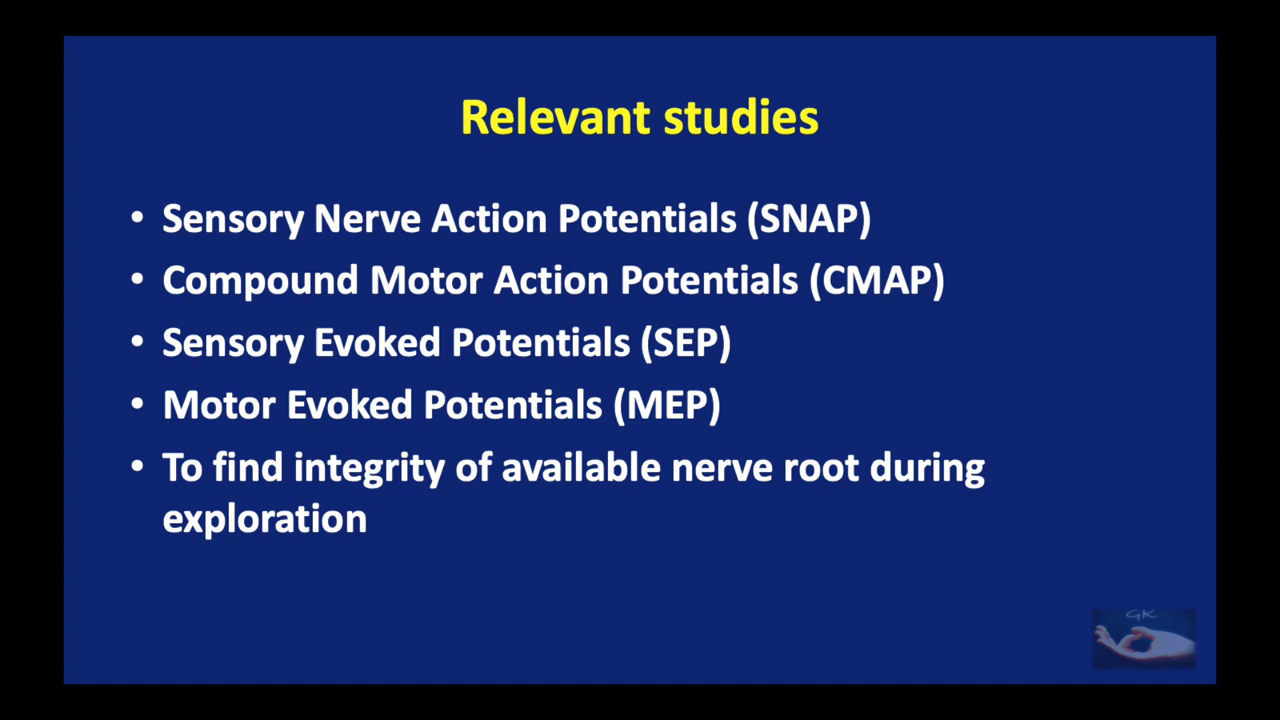 Relevant studies
• Sensory Nerve Action Potentials (SNAP)
• Compound Motor Action Potentials (CMAP)
• Sensory Evoked Potentials (SEP)
• Motor Evoked Potentials (MEP)
• To find integrity of available nerve root during
exploration
GK